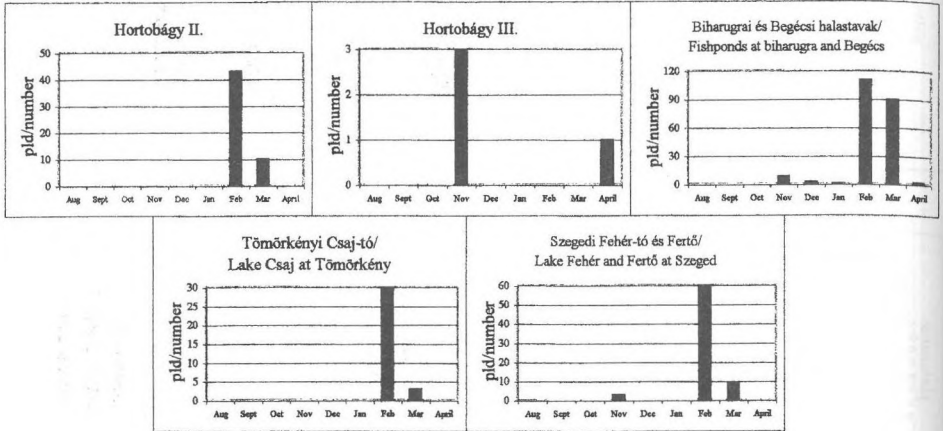 Hortobágy II.
pld/number
50
40
30
20
10
0
Aug Sept Oct Nov Dec Jan Feb Mar April
Hortobágy III.
pld/number
3
2
1
0
Aug Sept Oct Nov Dec Jan Feb Mar April
Biharugrai és Begécsi halastavak/
Fishponds at biharugra and Begécs
pld/number
120
90
60
30
0
Aug Sept Oct Nov Dec Jan Feb Mar April
Tömörkényi Csaj-tó/
Lake Csaj at Tömörkény
pld/number
30
25
20
15
10
5
0
Aug Sept Oct Nov Dec Jan Feb Mar April
Szegedi Fehér-tó és Fertő/
Lake Fehér and Fertő at Szeged
pld/number
60
50
40
30
20
10
0
Aug Sept Oct Nov Dec Jan Feb Mar April